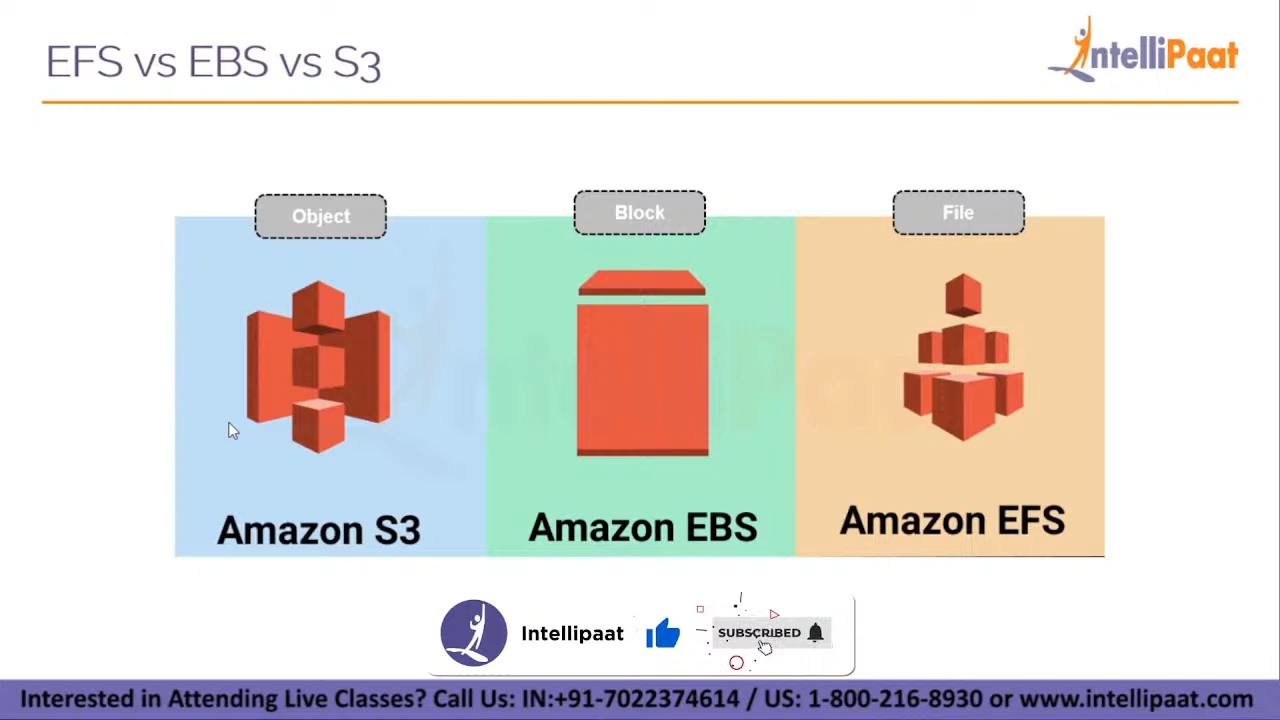 EFS vs EBS vs S3
IntelliPaat
Object
Block
File
IntelliPaat
Amazon S3
Amazon EBS
Amazon EFS
Intellipaat
SUBSCRIBED
Interested in Attending Live Classes? Call Us: IN:+91-7022374614 / US: 1-800-216-8930 or www.intellipaat.com